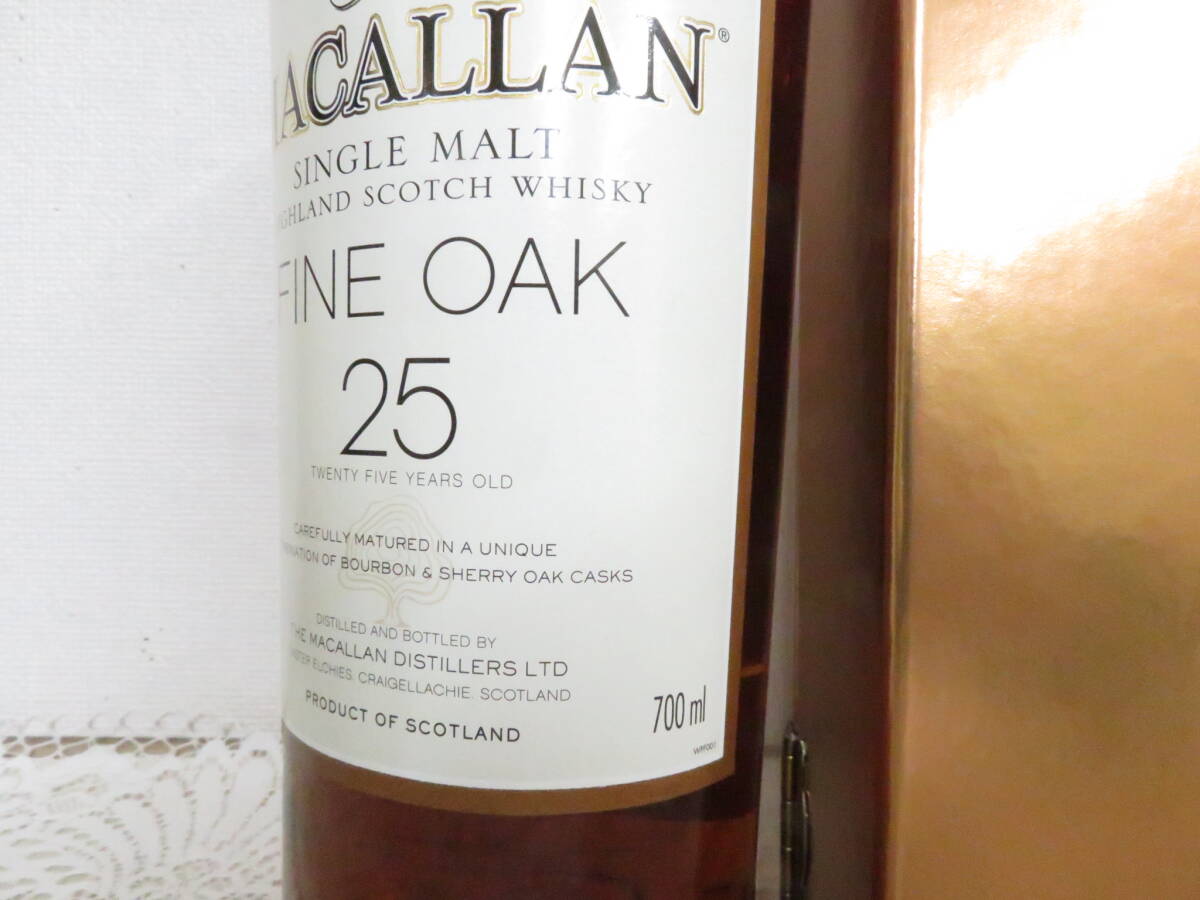 MACALLAN®
SINGLE MALT
HIGHLAND SCOTCH WHISKY
FINE OAK
25
TWENTY FIVE YEARS OLD
CAREFULLY MATURED IN A UNIQUE
COMBINATION OF BOURBON & SHERRY OAK CASKS
DISTILLED AND BOTTLED BY
THE MACALLAN DISTILLERS LTD
EASTER ELCHIES, CRAIGELLACHIE, SCOTLAND
PRODUCT OF SCOTLAND
700 ml